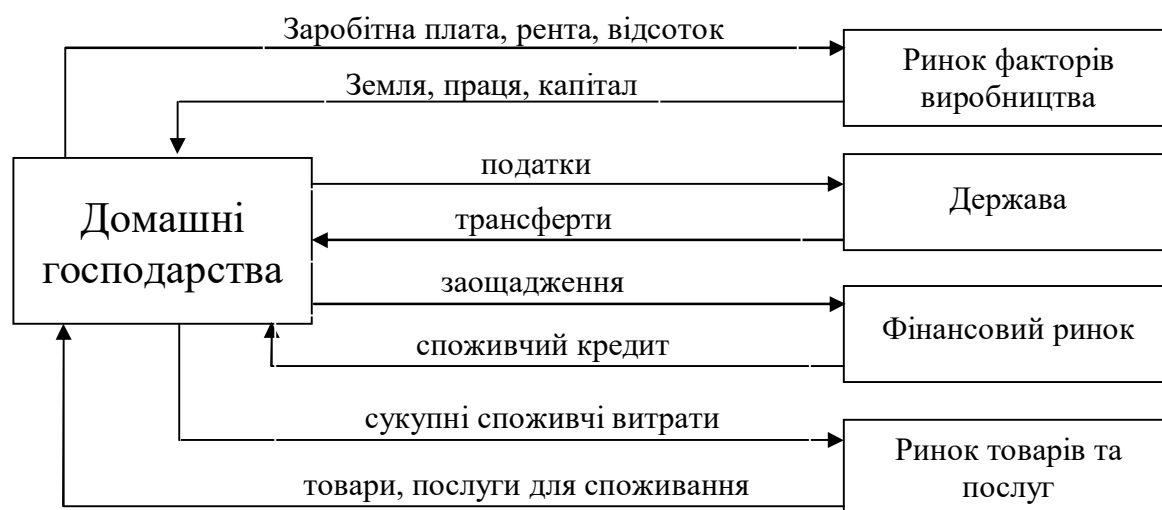 Заробітна плата, рента, відсоток
Ринок факторів
виробництва
Земля, праця, капітал
податки
Держава
трансферти
Домашні
господарства
заощадження
Фінансовий ринок
споживчий кредит
сукупні споживчі витрати
Ринок товарів та
послуг
товари, послуги для споживання